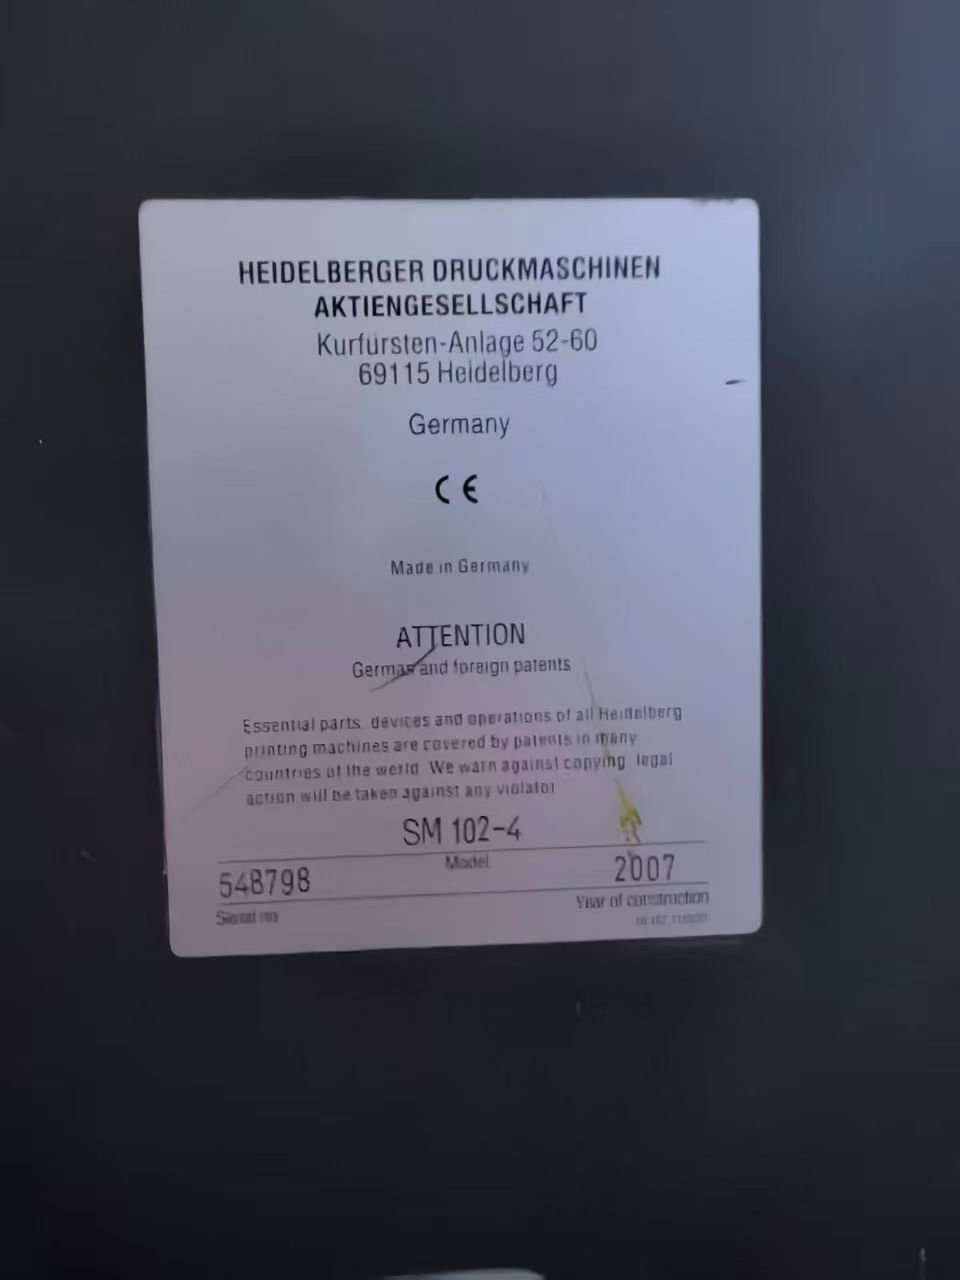 HEIDELBERGER DRUCKMASCHINEN
AKTIENGESELLSCHAFT
Kurfürsten-Anlage 52-60
69115 Heidelberg
Germany
CE
Made in Germany
ATTENTION
German and foreign patents
Essential parts, devices and operations of all Heidelberg
printing machines are covered by patents in many
countries of the world. We warn against copying, legal
action will be taken against any violator
SM 102-4
Model
548798
2007
Serial no
Year of construction